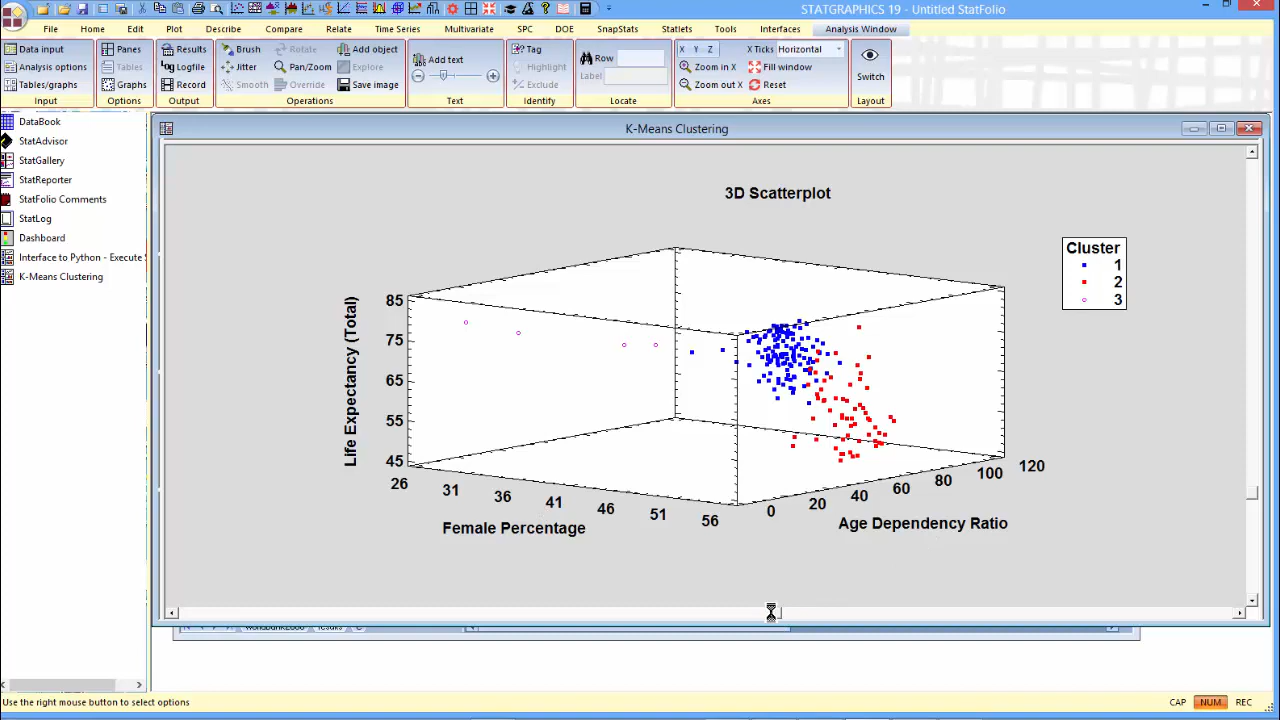 STATGRAPHICS 19 - Untitled StatFolio
File Home Edit Plot Describe Compare Relate Time Series Multivariate SPC DOE SnapStats Statlets Tools Interfaces Analysis Window
Data input Panes Results Brush Rotate Add object Add text Tag Row X Y Z X Ticks Horizontal Switch
Analysis options Tables Logfile Jitter Pan/Zoom Explore Highlight Label Zoom in X Fill window
Tables/graphs Graphs Record Smooth Override Save image Exclude Zoom out X Reset
Input Options Output Operations Text Identify Locate Axes Layout
DataBook
StatAdvisor
StatGallery
StatReporter
StatFolio Comments
StatLog
Dashboard
Interface to Python - Execute
K-Means Clustering
K-Means Clustering
3D Scatterplot
Cluster
1
2
3
85
75
65
55
45
Life Expectancy (Total)
26 31 36 41 46 51 56
Female Percentage
0 20 40 60 80 100 120
Age Dependency Ratio
Use the right mouse button to select options
CAP NUM REC